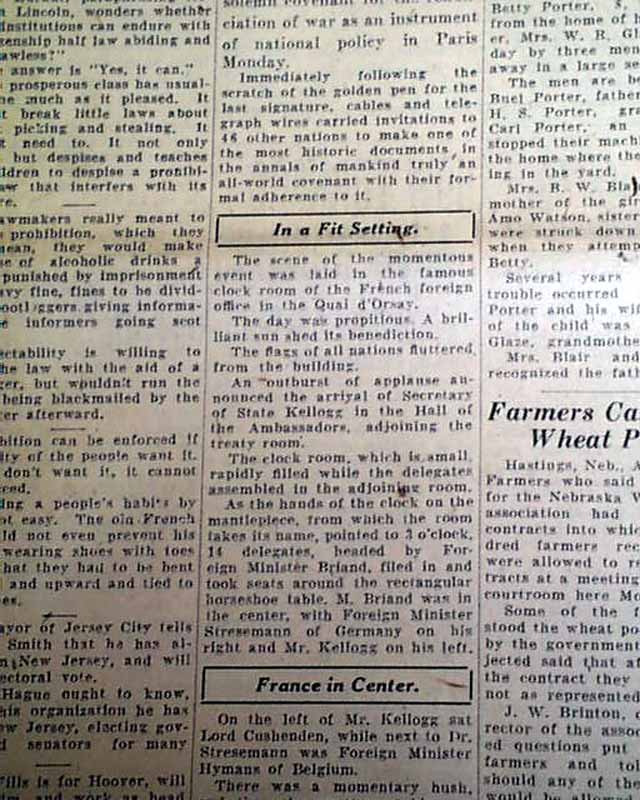 Lincoln, wonders whether
institutions can endure with
zenship half law abiding and
awless?"
answer is "Yes, it can."
prosperous class has usual-
ne much as it pleased. It
t break little laws about
picking and stealing. It
need to. It not only
but despises and teaches
ldren to despise a prohibi-
aw that interfers with its
re.
awmakers really meant to
prohibition, which they
mean, they would make
se of alcoholic drinks a
punished by imprisonment
avy fine, fines to be divid-
bootleggers giving informa-
e informers going scot
ectability is willing to
he law with the aid of a
ger, but wouldn't run the
being blackmailed by the
er afterward.
bition can be enforced if
ity of the people want it.
don't want it, it cannot
rced.
ing a people's habits by
ot easy. The old French
ld not even prevent his
wearing shoes with toes
hat they had to be bent
and upward and tied to
es.
ayor of Jersey City tells
Smith that he has al-
n New Jersey, and will
ectoral vote.
Hague ought to know,
his organization he has
w Jersey, electing gov-
d senators for many
ills is for Hoover, will
and work as head
solemn covenant for the
ciation of war as an instrument
of national policy in Paris
Monday.
Immediately following the
scratch of the golden pen for the
last signature, cables and tele-
graph wires carried invitations to
46 other nations to make one of
the most historic documents in
the annals of mankind truly an
all-world covenant with their for-
mal adherence to it.
In a Fit Setting.
The scene of the momentous
event was laid in the famous
clock room of the French foreign
office in the Quai d'Orsay.
The day was propitious. A bril-
liant sun shed its benediction.
The flags of all nations fluttered
from the building.
An outburst of applause an-
nounced the arrival of Secretary
of State Kellogg in the Hall of
the Ambassadors, adjoining the
treaty room.
The clock room, which is small,
rapidly filled while the delegates
assembled in the adjoining room.
As the hands of the clock on the
mantlepiece, from which the room
takes its name, pointed to 3 o'clock,
14 delegates, headed by For-
eign Minister Briand, filed in and
took seats around the rectangular
horseshoe table. M. Briand was in
the center, with Foreign Minister
Stresemann of Germany on his
right and Mr. Kellogg on his left.
France in Center.
On the left of Mr. Kellogg sat
Lord Cushenden, while next to Dr.
Stresemann was Foreign Minister
Hymans of Belgium.
There was a momentary hush,
Betty Porter,
from the home of
er, Mrs. W. B. Gl
day by three men
away in a large se
The men are b
Buel Porter, father
H. S. Porter, gr
Carl Porter, an
stopped their mach
the home where the
ing in the yard.
Mrs. B. W. Bla
mother of the gir
Amo Watson, sister
were struck down
when they attemp
Betty.
Several years
trouble occurred
Porter and his wif
of the child was
Glaze, grandmothe
Mrs. Blair and
recognized the fath
Farmers Ca
Wheat P
Hastings, Neb., A
Farmers who said
for the Nebraska
association had
contracts into whic
dred farmers rec
were allowed to re
tracts at a meeting
courtroom here Mo
Some of the f
stood the wheat po
by the government
jected said that at
the contract they
not as represented
J. W. Brinton,
rector of the assoc
ed questions put
farmers and tol
should any of the
would be allowed